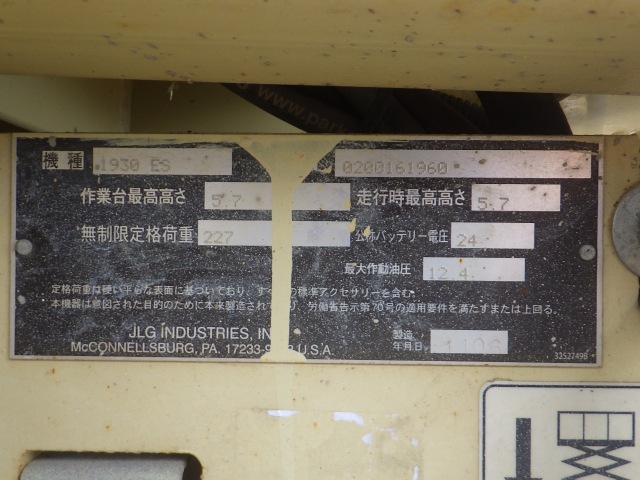 www.par
機種 1930 ES
0200161960
作業台最高高さ 5.7
走行時最高高さ 5.7
無制限定格荷重 227
公称バッテリー電圧 24
最大作動油圧 12.4
定格荷重は硬い平らな表面に基づいており、す の標準アクセサリーを含む。
本機器は意図された目的のために本来製造されており、労働省告示第70号の適用要件を満たすまたは上回る。
JLG INDUSTRIES, IN
McCONNELLSBURG, PA. 17233-9 U.S.A.
製造年月日 1106
3252749B